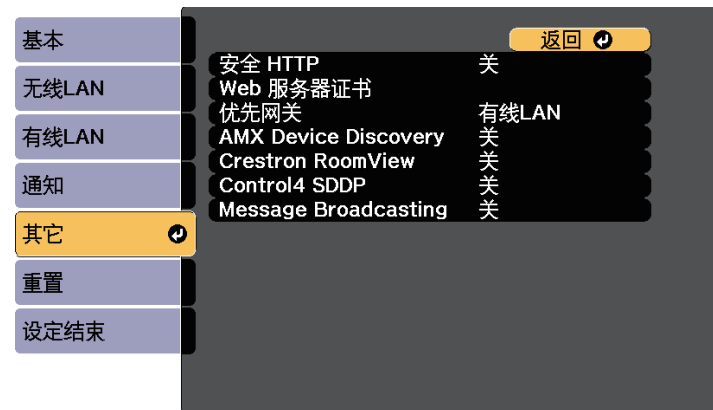 基本
无线LAN
有线LAN
通知
其它
重置
设定结束
返回
安全 HTTP 关
Web 服务器证书
优先网关 有线LAN
AMX Device Discovery 关
Crestron RoomView 关
Control4 SDDP 关
Message Broadcasting 关